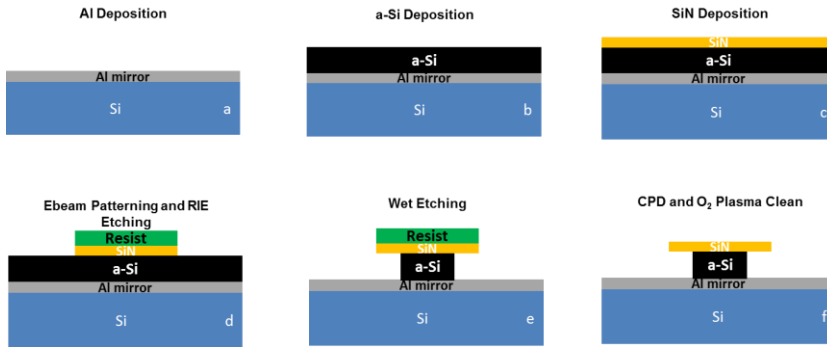 Al Deposition
a-Si Deposition
SiN Deposition
Al mirror
Si
a
a-Si
Al mirror
Si
b
SiN
a-Si
Al mirror
Si
c
Ebeam Patterning and RIE
Etching
Wet Etching
CPD and O₂ Plasma Clean
Resist
SiN
a-Si
Al mirror
Si
d
Resist
SiN
a-Si
Al mirror
Si
e
SiN
a-Si
Al mirror
Si
f